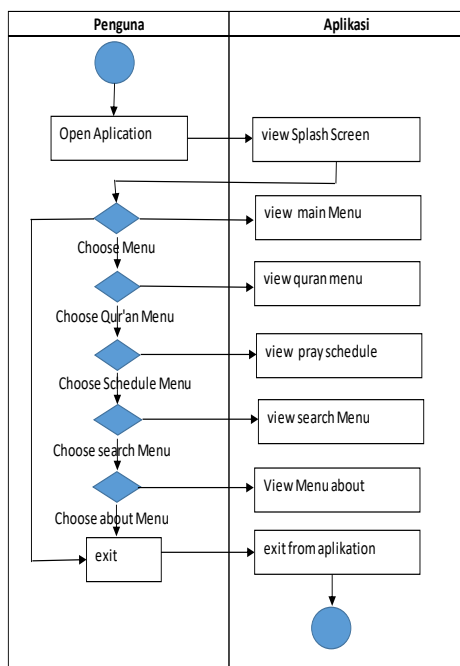 Penguna
Aplikasi
Open Aplication
view Splash Screen
view main Menu
Choose Menu
view quran menu
Choose Qur'an Menu
view pray schedule
Choose Schedule Menu
view search Menu
Choose search Menu
View Menu about
Choose about Menu
exit
exit from aplikation